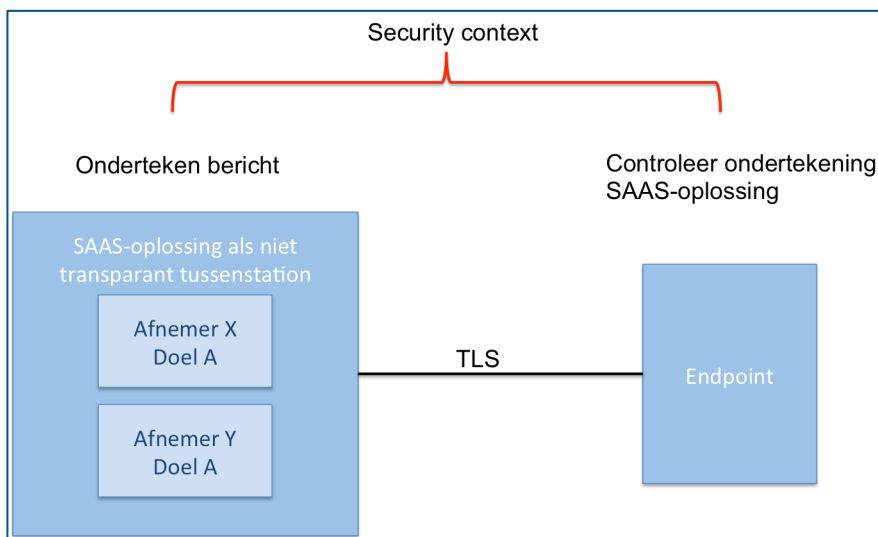 Security context
Onderteken bericht
Controleer ondertekening
SAAS-oplossing
SAAS-oplossing als niet
transparant tussenstation
Afnemer X
Doel A
TLS
Endpoint
Afnemer Y
Doel A